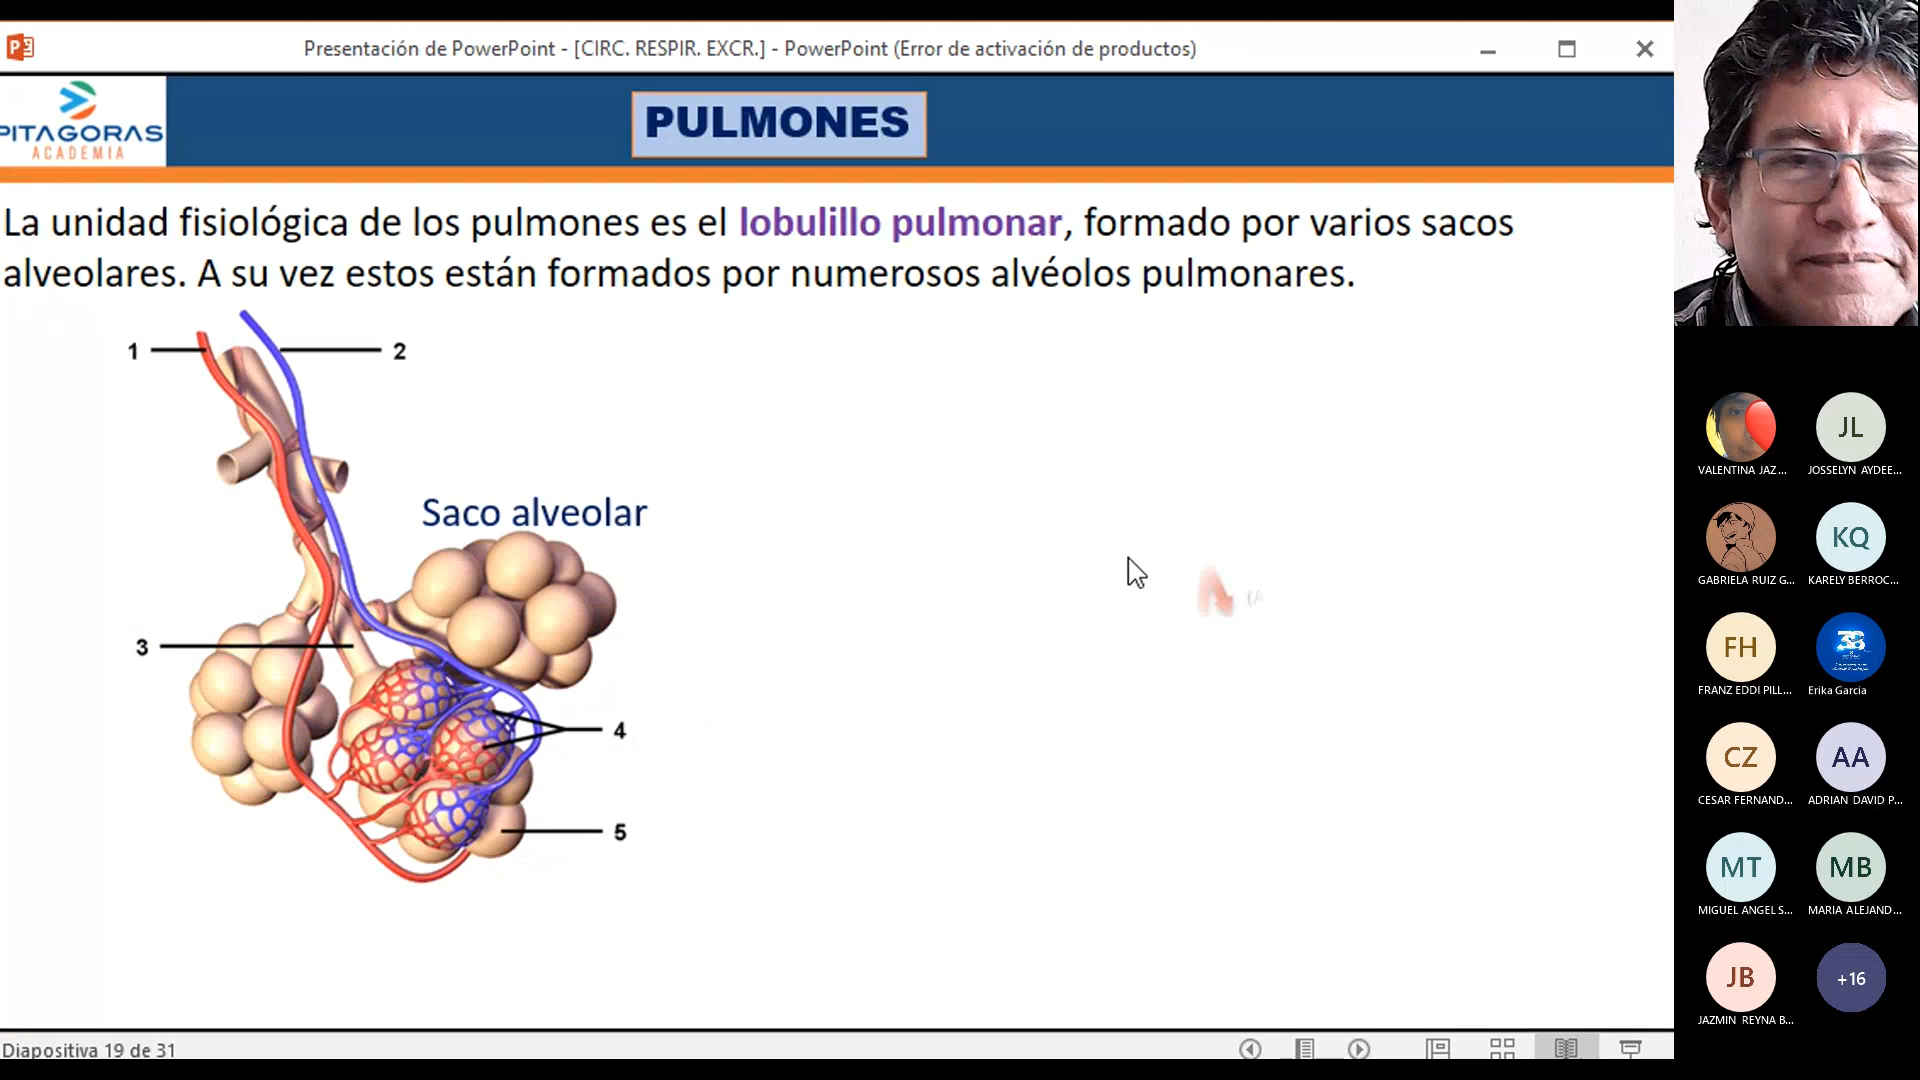 Presentación de PowerPoint - [CIRC. RESPIR. EXCR.] - PowerPoint (Error de activación de productos)
PITAGORAS
ACADEMIA
PULMONES
La unidad fisiológica de los pulmones es el lobulillo pulmonar, formado por varios sacos
alveolares. A su vez estos están formados por numerosos alvéolos pulmonares.
1
2
Saco alveolar
3
4
5
VALENTINA JAZ...
JL
JOSSELYN AYDEE...
GABRIELA RUIZ G...
KQ
KARELY BERROC...
FH
FRANZ EDDI PILL...
38
Erika Garcia
CZ
CESAR FERNAND...
AA
ADRIAN DAVID P...
MT
MIGUEL ANGEL S...
MB
MARIA ALEJAND...
JB
JAZMIN REYNA B...
+16
Diapositiva 19 de 31